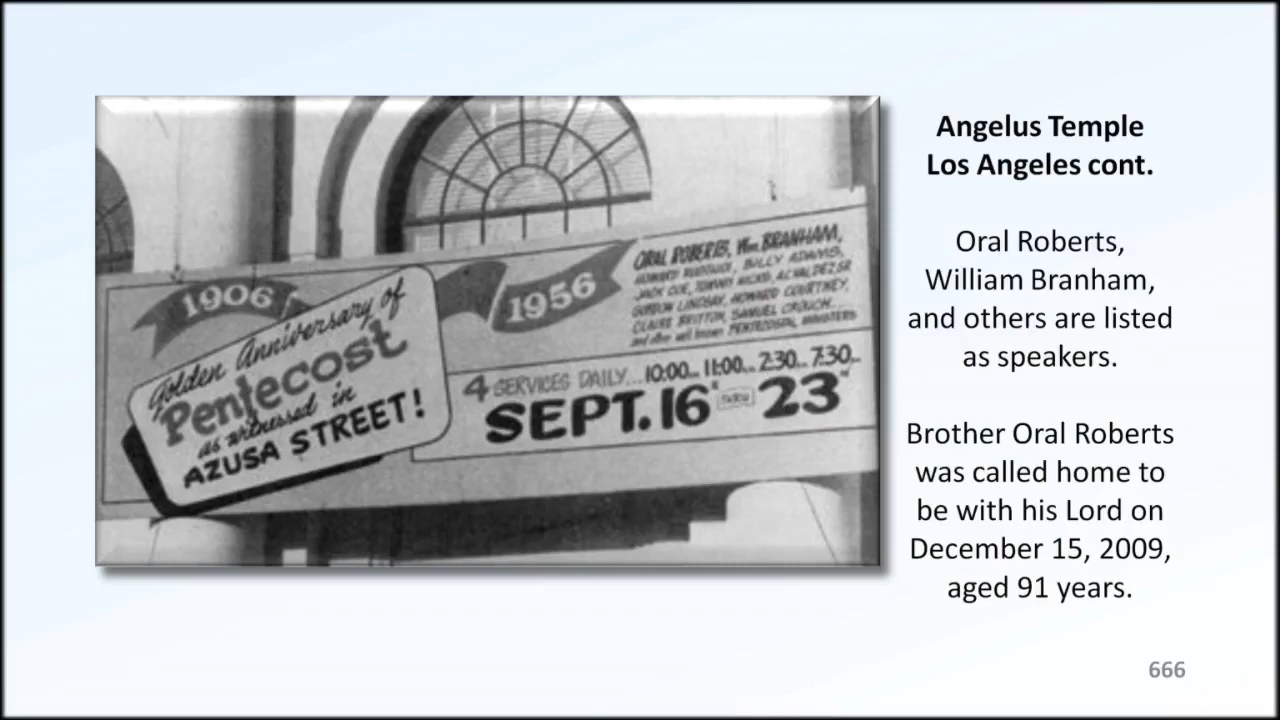 1906
Golden Anniversary of
Pentecost
as witnessed in
AZUSA STREET!
1956
ORAL ROBERTS, Wm. BRANHAM,
BILLY ADAMS,
JACK COE, TOMMY HICKS, A.C. VALDEZ SR
GORDON LINDSAY, HOWARD COURTNEY,
CLAIRE BRITTON, SAMUEL CROUCH...
and other well known PENTECOSTAL MINISTERS
4 SERVICES DAILY... 10:00... 11:00... 2:30... 7:30...
SEPT. 16 THRU 23
Angelus Temple
Los Angeles cont.
Oral Roberts,
William Branham,
and others are listed
as speakers.
Brother Oral Roberts
was called home to
be with his Lord on
December 15, 2009,
aged 91 years.
666